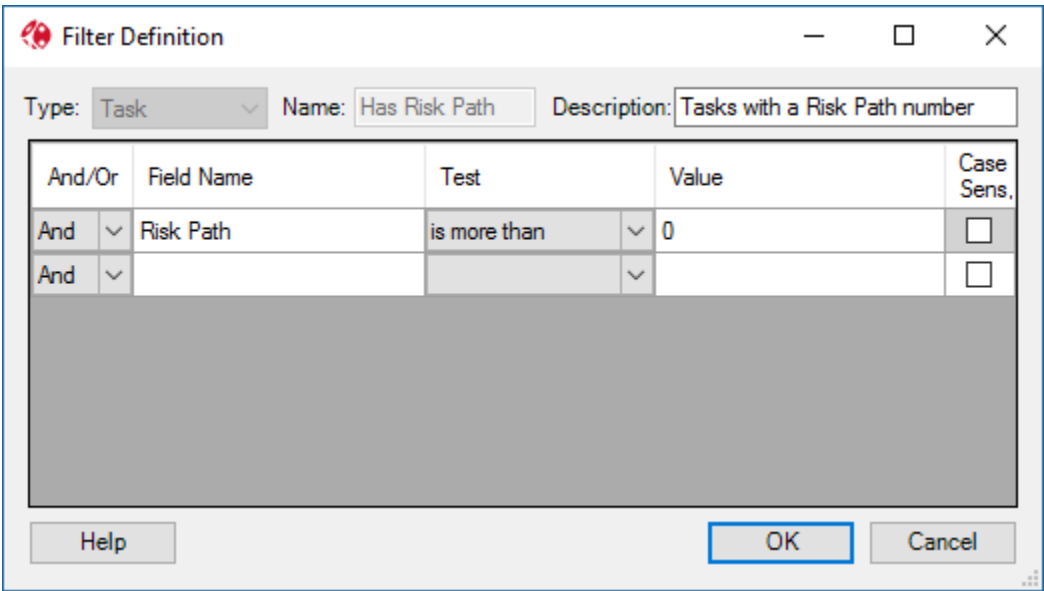 Filter Definition
Type: Task Name: Has Risk Path Description: Tasks with a Risk Path number
And/Or Field Name Test Value Case Sens.
And Risk Path is more than 0
And
Help OK Cancel